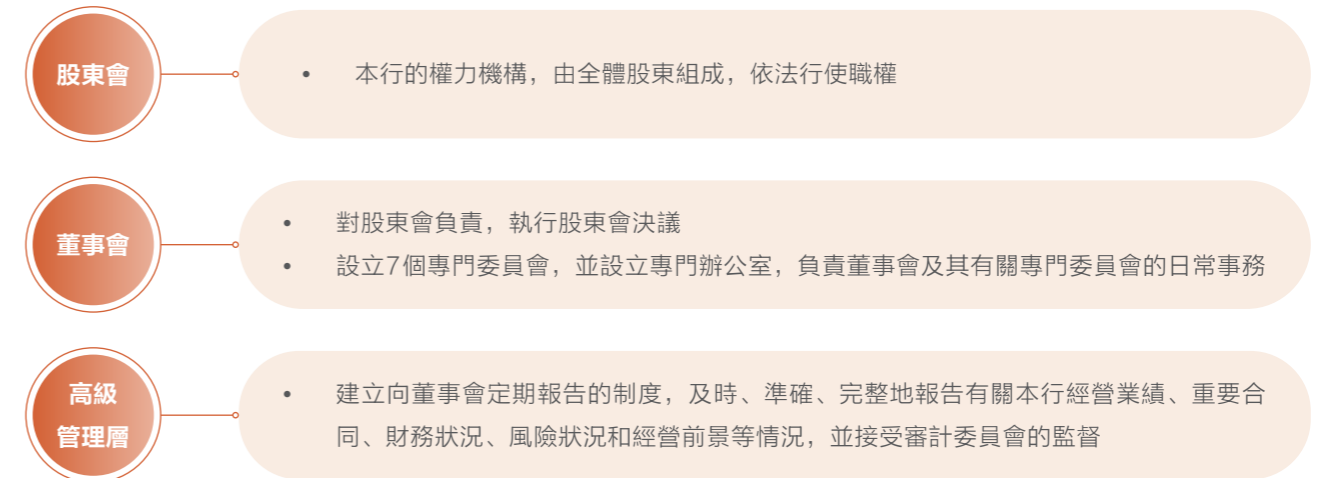 股東會
• 本行的權力機構，由全體股東組成，依法行使職權
董事會
• 對股東會負責，執行股東會決議
• 設立7個專門委員會，並設立專門辦公室，負責董事會及其有關專門委員會的日常事務
高級
管理層
• 建立向董事會定期報告的制度，及時、準確、完整地報告有關本行經營業績、重要合
同、財務狀況、風險狀況和經營前景等情況，並接受審計委員會的監督